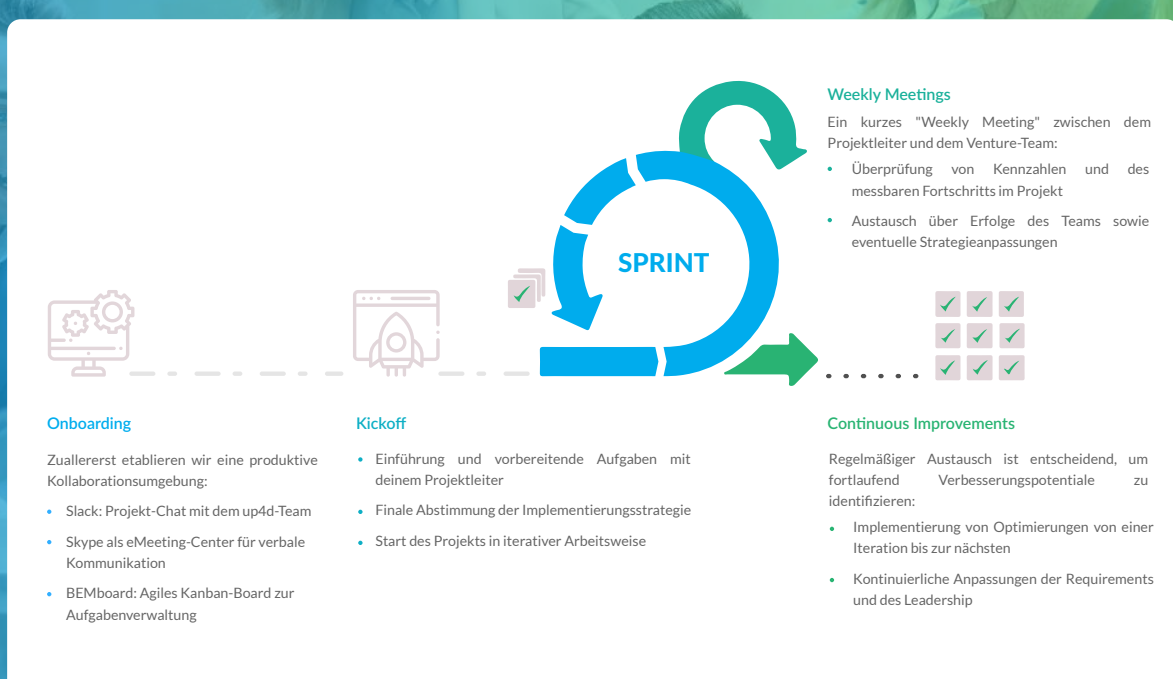 Weekly Meetings
Ein kurzes "Weekly Meeting" zwischen dem
Projektleiter und dem Venture-Team:
• Überprüfung von Kennzahlen und des
messbaren Fortschritts im Projekt
• Austausch über Erfolge des Teams sowie
eventuelle Strategieanpassungen
SPRINT
Onboarding
Zuallererst etablieren wir eine produktive
Kollaborationsumgebung:
• Slack: Projekt-Chat mit dem up4d-Team
• Skype als eMeeting-Center für verbale
Kommunikation
• BEMboard: Agiles Kanban-Board zur
Aufgabenverwaltung
Kickoff
• Einführung und vorbereitende Aufgaben mit
deinem Projektleiter
• Finale Abstimmung der Implementierungsstrategie
• Start des Projekts in iterativer Arbeitsweise
Continuous Improvements
Regelmäßiger Austausch ist entscheidend, um
fortlaufend Verbesserungspotentiale zu
identifizieren:
• Implementierung von Optimierungen von einer
Iteration bis zur nächsten
• Kontinuierliche Anpassungen der Requirements
und des Leadership